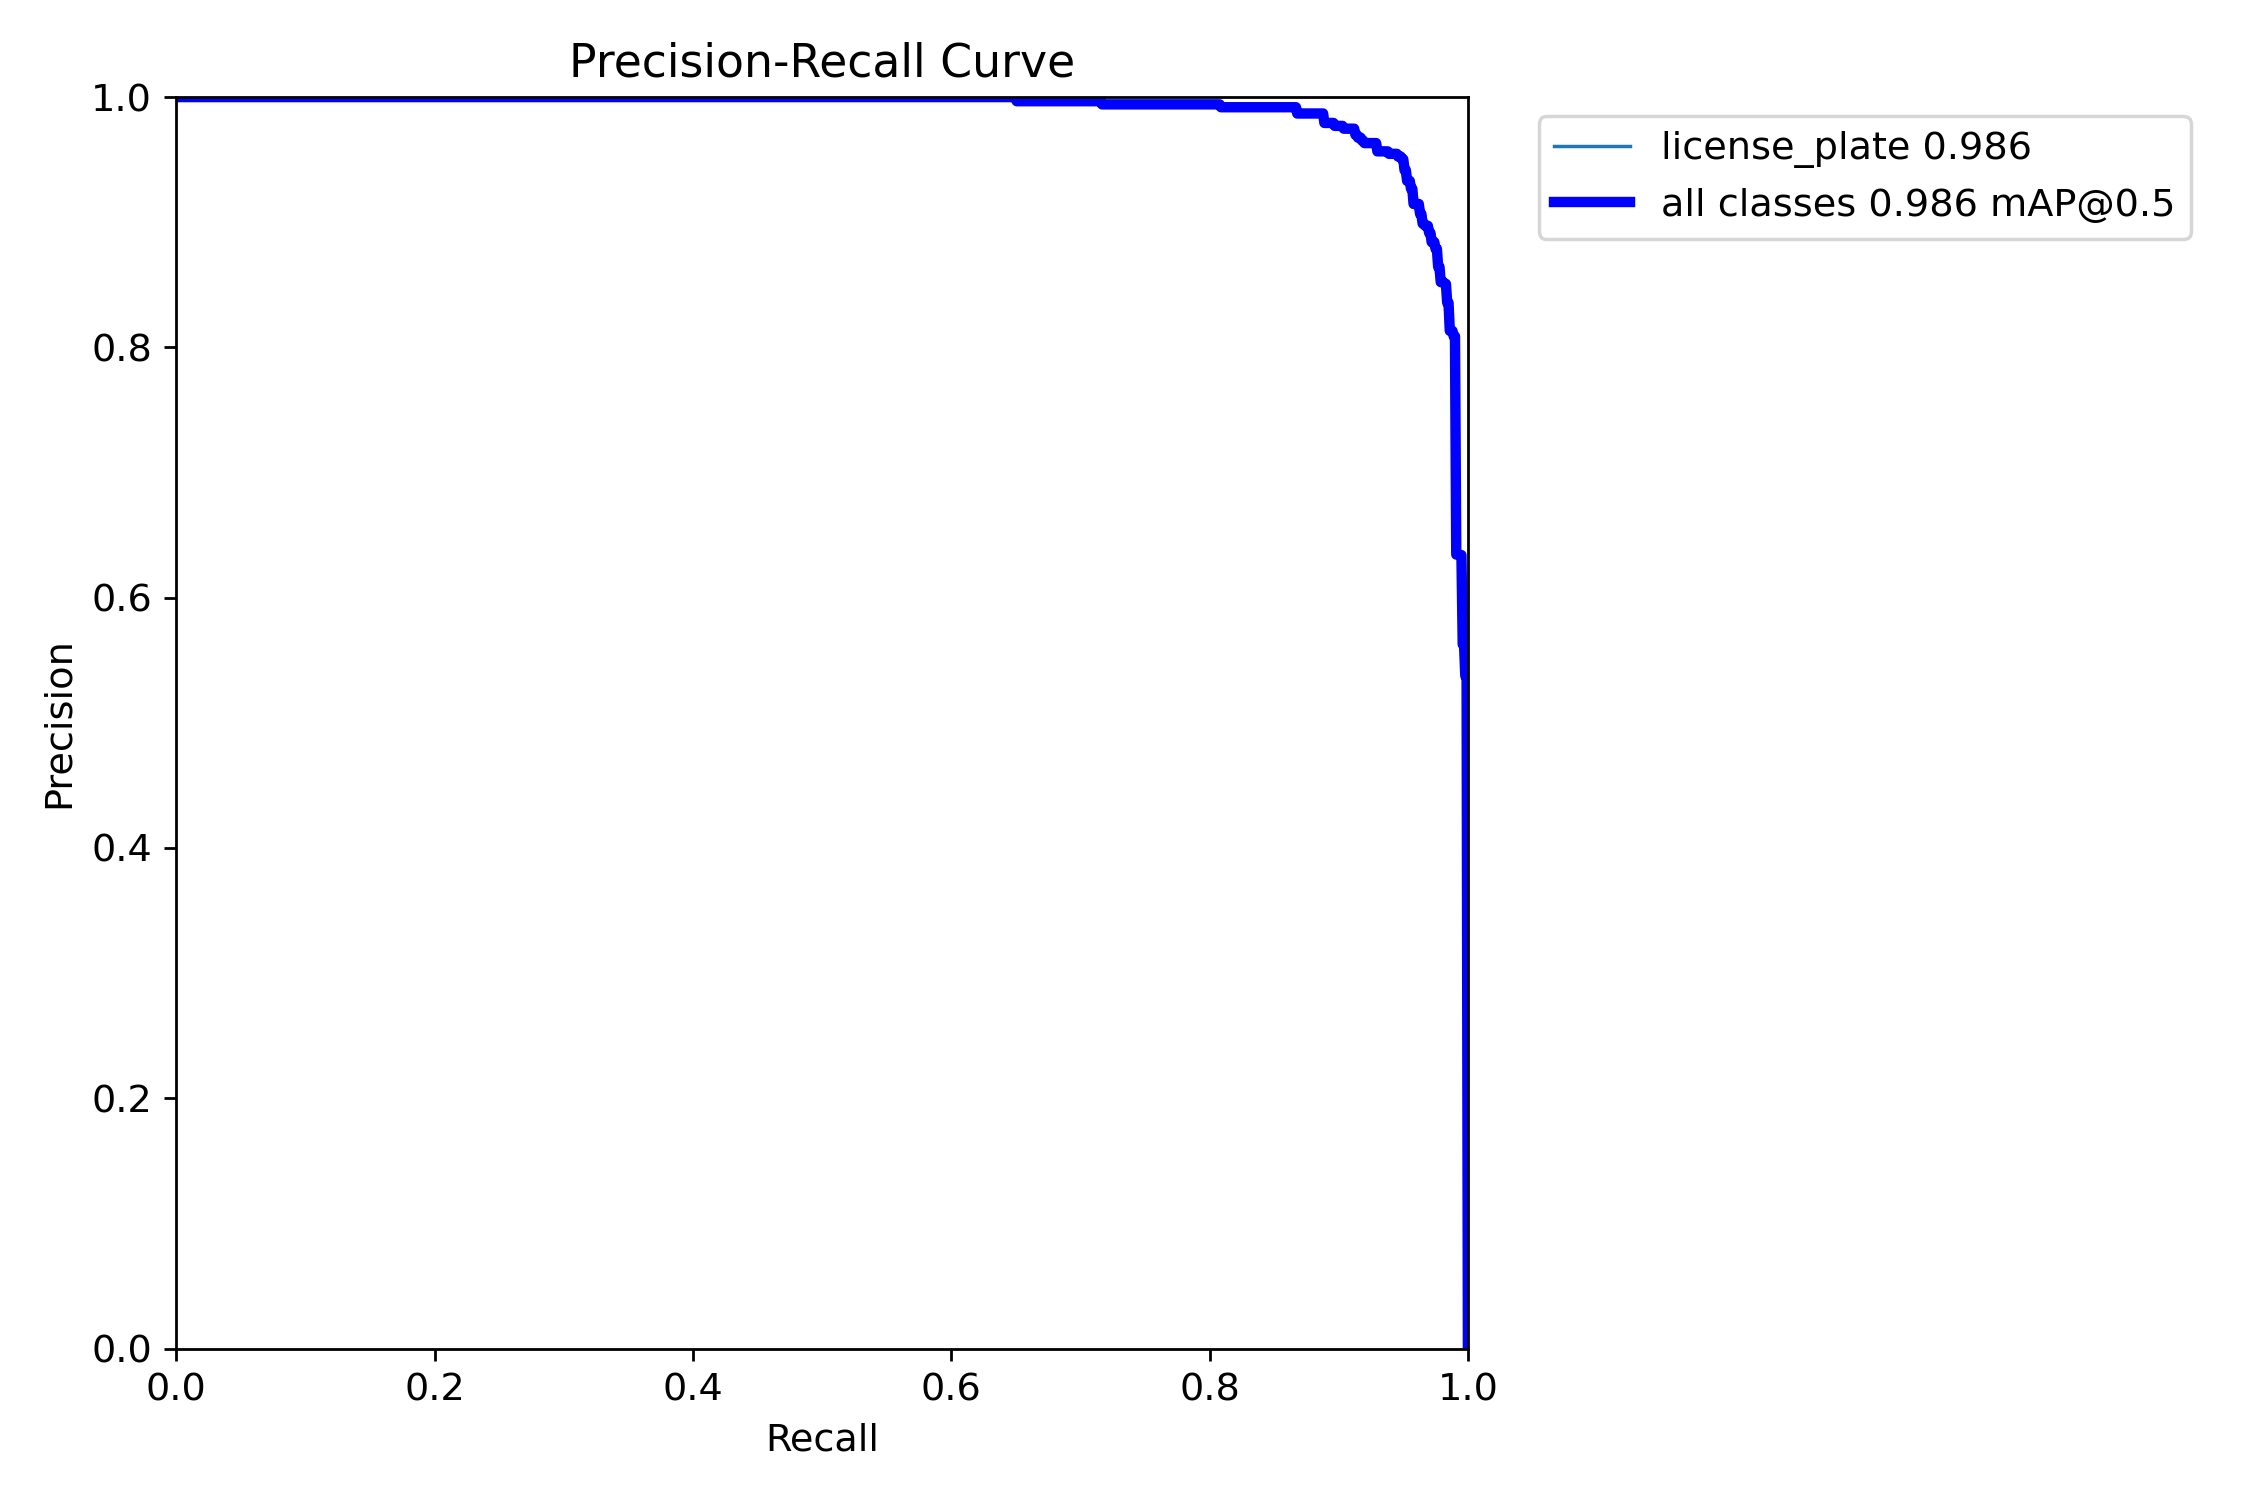 Precision-Recall Curve
1.0
0.8
0.6
0.4
0.2
0.0
Precision
0.0 0.2 0.4 0.6 0.8 1.0
Recall
license_plate 0.986
all classes 0.986 mAP@0.5